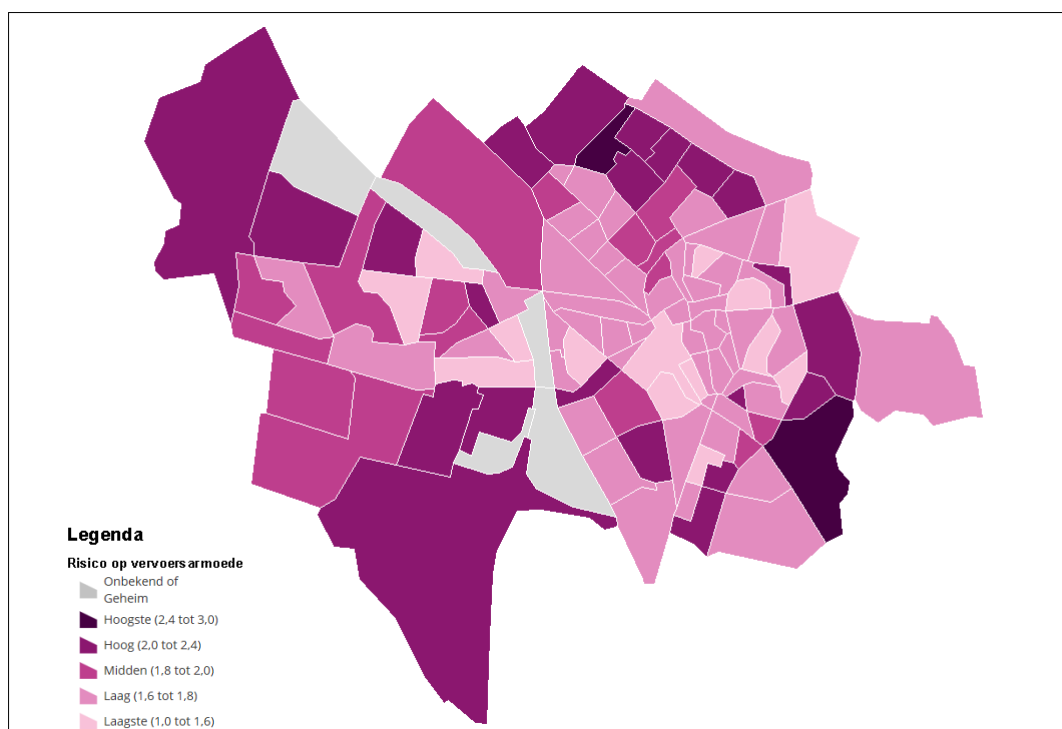 Legenda
Risico op vervoersarmoede
Onbekend of
Geheim
Hoogste (2,4 tot 3,0)
Hoog (2,0 tot 2,4)
Midden (1,8 tot 2,0)
Laag (1,6 tot 1,8)
Laagste (1,0 tot 1,6)